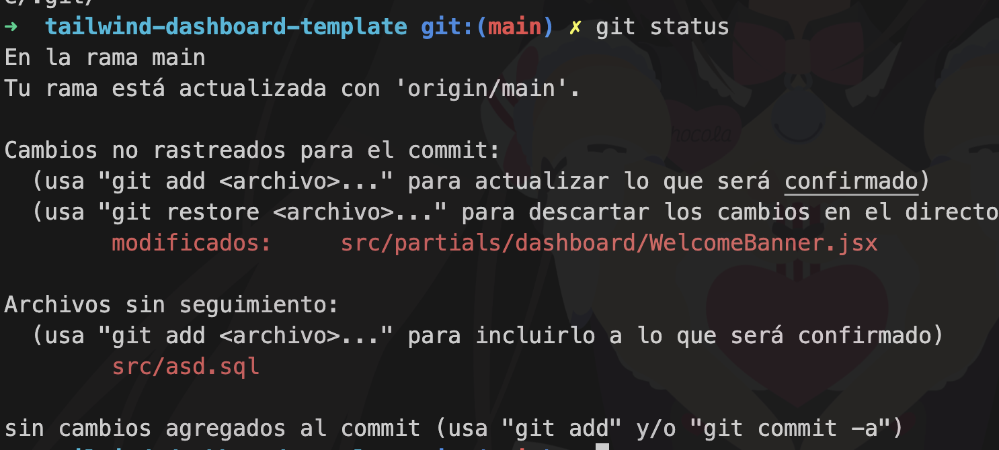 ➜  tailwind-dashboard-template git:(main) ✗ git status
En la rama main
Tu rama está actualizada con 'origin/main'.
Cambios no rastreados para el commit:
  (usa "git add <archivo>..." para actualizar lo que será confirmado)
  (usa "git restore <archivo>..." para descartar los cambios en el directo
        modificados:     src/partials/dashboard/WelcomeBanner.jsx
Archivos sin seguimiento:
  (usa "git add <archivo>..." para incluirlo a lo que será confirmado)
        src/asd.sql
sin cambios agregados al commit (usa "git add" y/o "git commit -a")